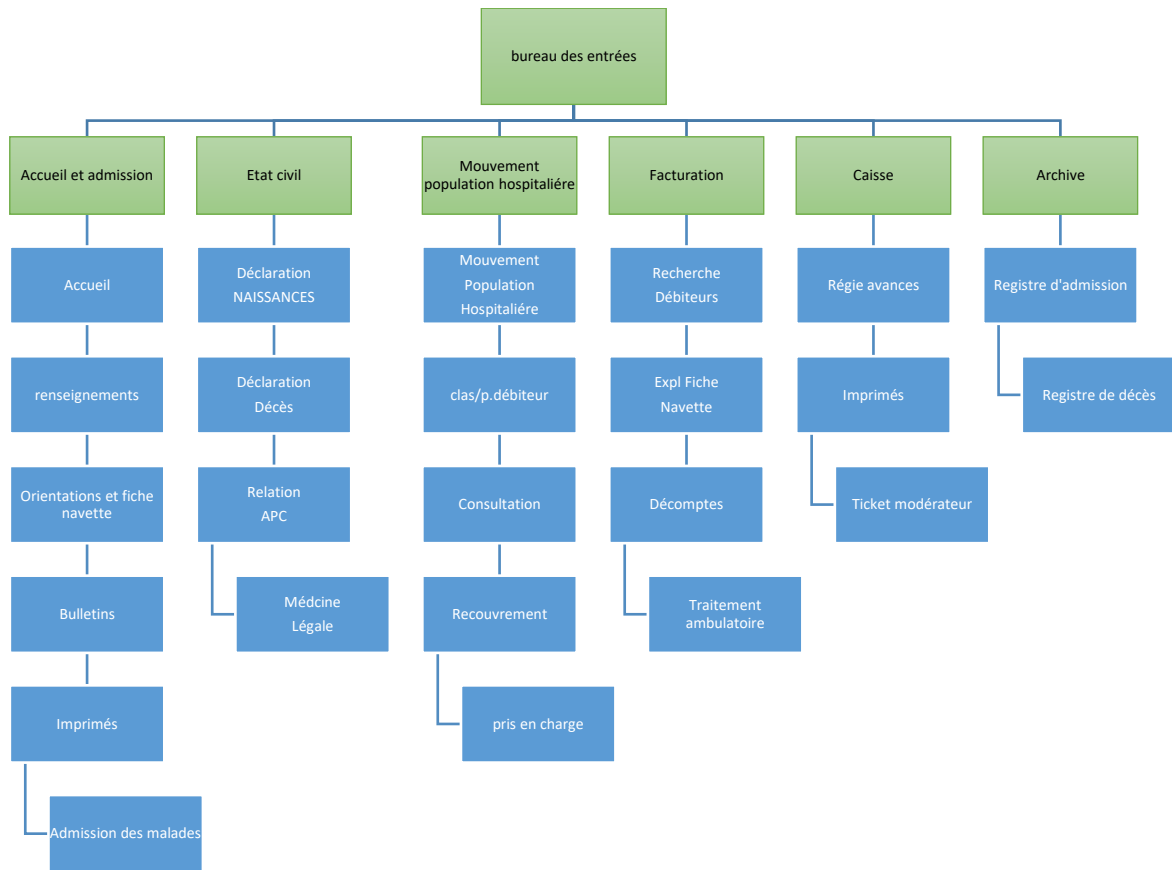 bureau des entrées
Accueil et admission
Etat civil
Mouvement
population hospitaliére
Facturation
Caisse
Archive
Accueil
renseignements
Orientations et fiche
navette
Bulletins
Imprimés
Admission des malades
Déclaration
NAISSANCES
Déclaration
Décès
Relation
APC
Médcine
Légale
Mouvement
Population
Hospitaliére
clas/p.débiteur
Consultation
Recouvrement
pris en charge
Recherche
Débiteurs
Expl Fiche
Navette
Décomptes
Traitement
ambulatoire
Régie avances
Imprimés
Ticket modérateur
Registre d'admission
Registre de décès